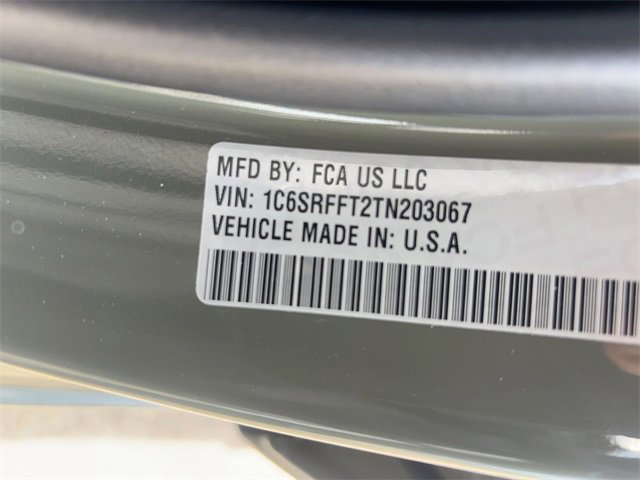 MFD BY: FCA US LLC
VIN: 1C6SRFFT2TN203067
VEHICLE MADE IN: U.S.A.